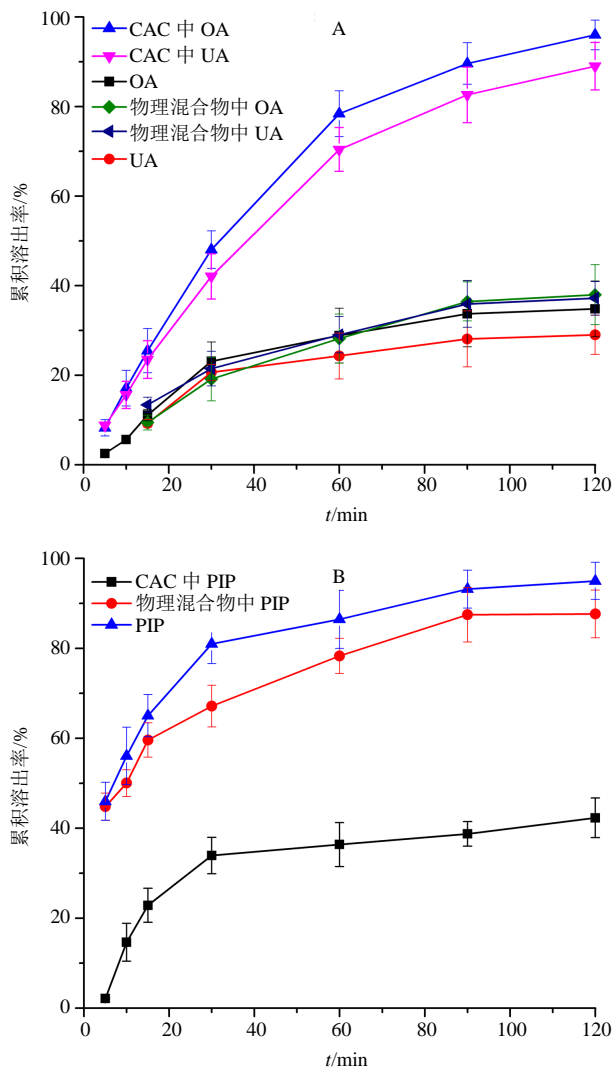 A
CAC 中 OA
CAC 中 UA
OA
物理混合物中 OA
物理混合物中 UA
UA
累积溶出率/%
100
80
60
40
20
0
0 20 40 60 80 100 120
t/min
B
CAC 中 PIP
物理混合物中 PIP
PIP
累积溶出率/%
100
80
60
40
20
0
0 20 40 60 80 100 120
t/min